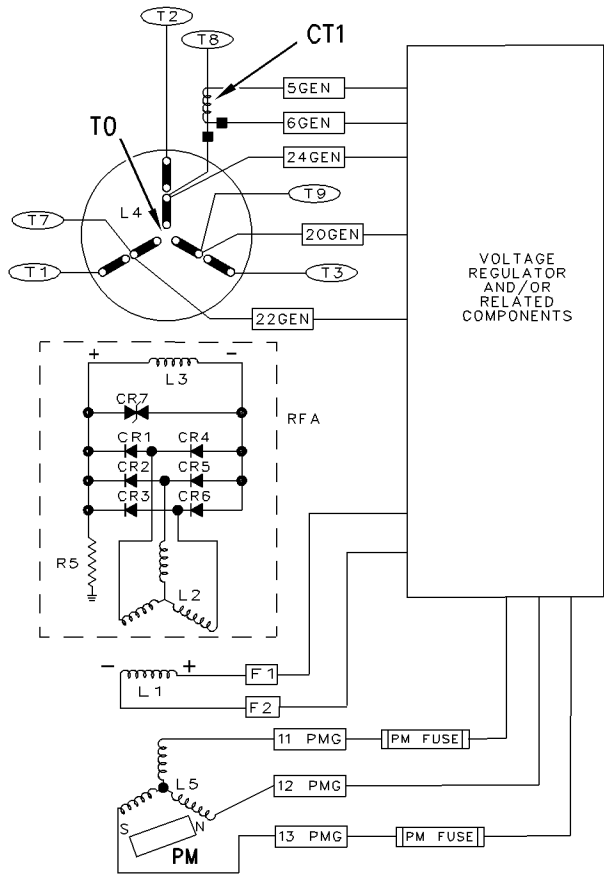 T2
T8
CT1
5GEN
6GEN
T0
24GEN
T9
L4
T7
20GEN
T1
T3
VOLTAGE
REGULATOR
AND/OR
RELATED
COMPONENTS
22GEN
+ -
L3
CR7
RFA
CR1 CR4
CR2 CR5
CR3 CR6
R5
L2
- +
L1
F1
F2
11 PMG
PM FUSE
L5
12 PMG
S N
13 PMG
PM FUSE
PM